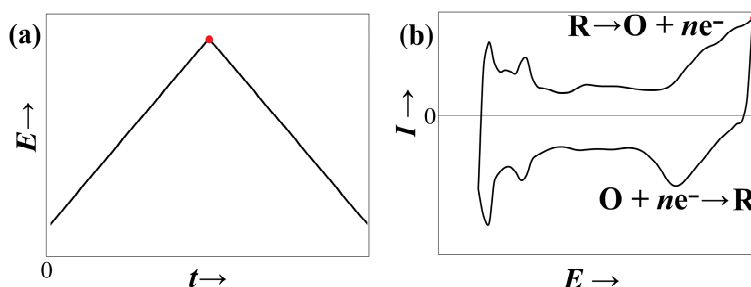 (a)
E→
0
t→
(b)
R→O + ne⁻
I→
0
O + ne⁻→R
E→